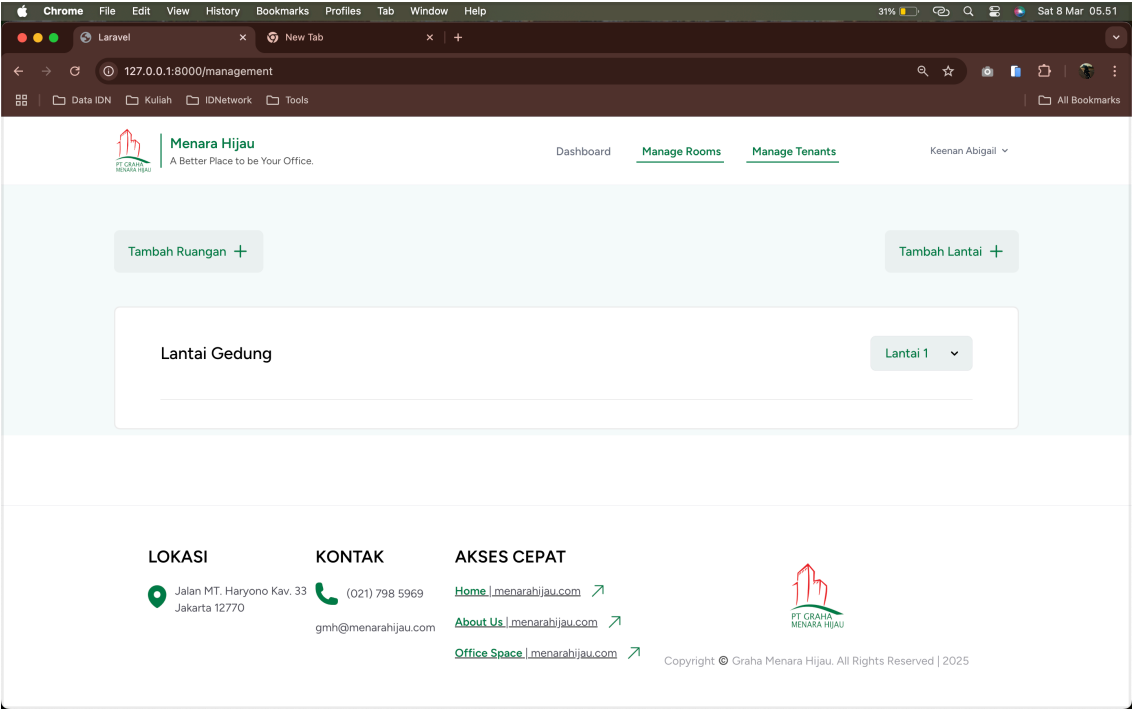 Chrome File Edit View History Bookmarks Profiles Tab Window Help 31% Sat 8 Mar 05.51
Laravel New Tab
127.0.0.1:8000/management
Data IDN Kuliah IDNetwork Tools All Bookmarks
PT GRAHA
MENARA HIJAU
Menara Hijau
A Better Place to be Your Office.
Dashboard Manage Rooms Manage Tenants Keenan Abigail
Tambah Ruangan + Tambah Lantai +
Lantai Gedung Lantai 1
LOKASI
Jalan MT. Haryono Kav. 33
Jakarta 12770
KONTAK
(021) 798 5969
gmh@menarahijau.com
AKSES CEPAT
Home | menarahijau.com
About Us | menarahijau.com
Office Space | menarahijau.com
PT GRAHA
MENARA HIJAU
Copyright © Graha Menara Hijau. All Rights Reserved | 2025